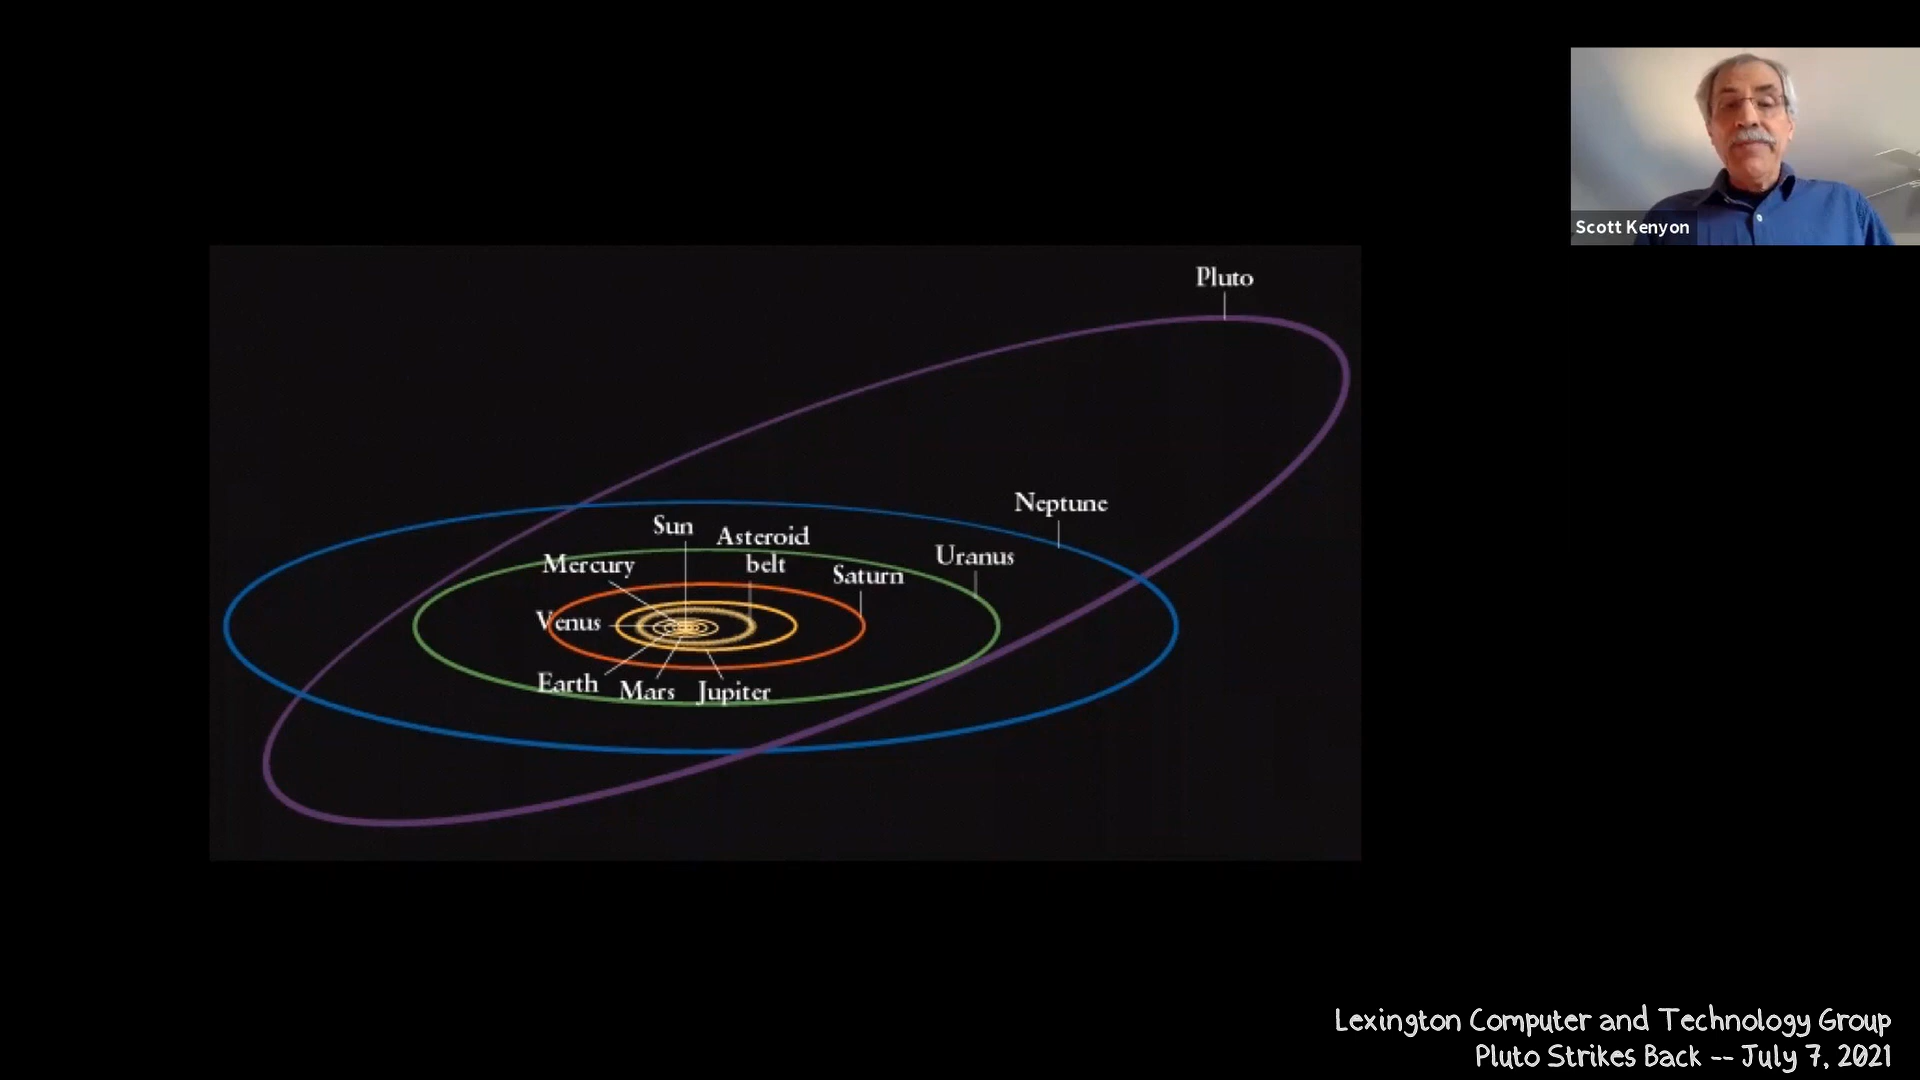 Scott Kenyon
Pluto
Neptune
Sun
Asteroid
belt
Uranus
Mercury
Saturn
Venus
Earth
Mars
Jupiter
Lexington Computer and Technology Group
Pluto Strikes Back -- July 7, 2021